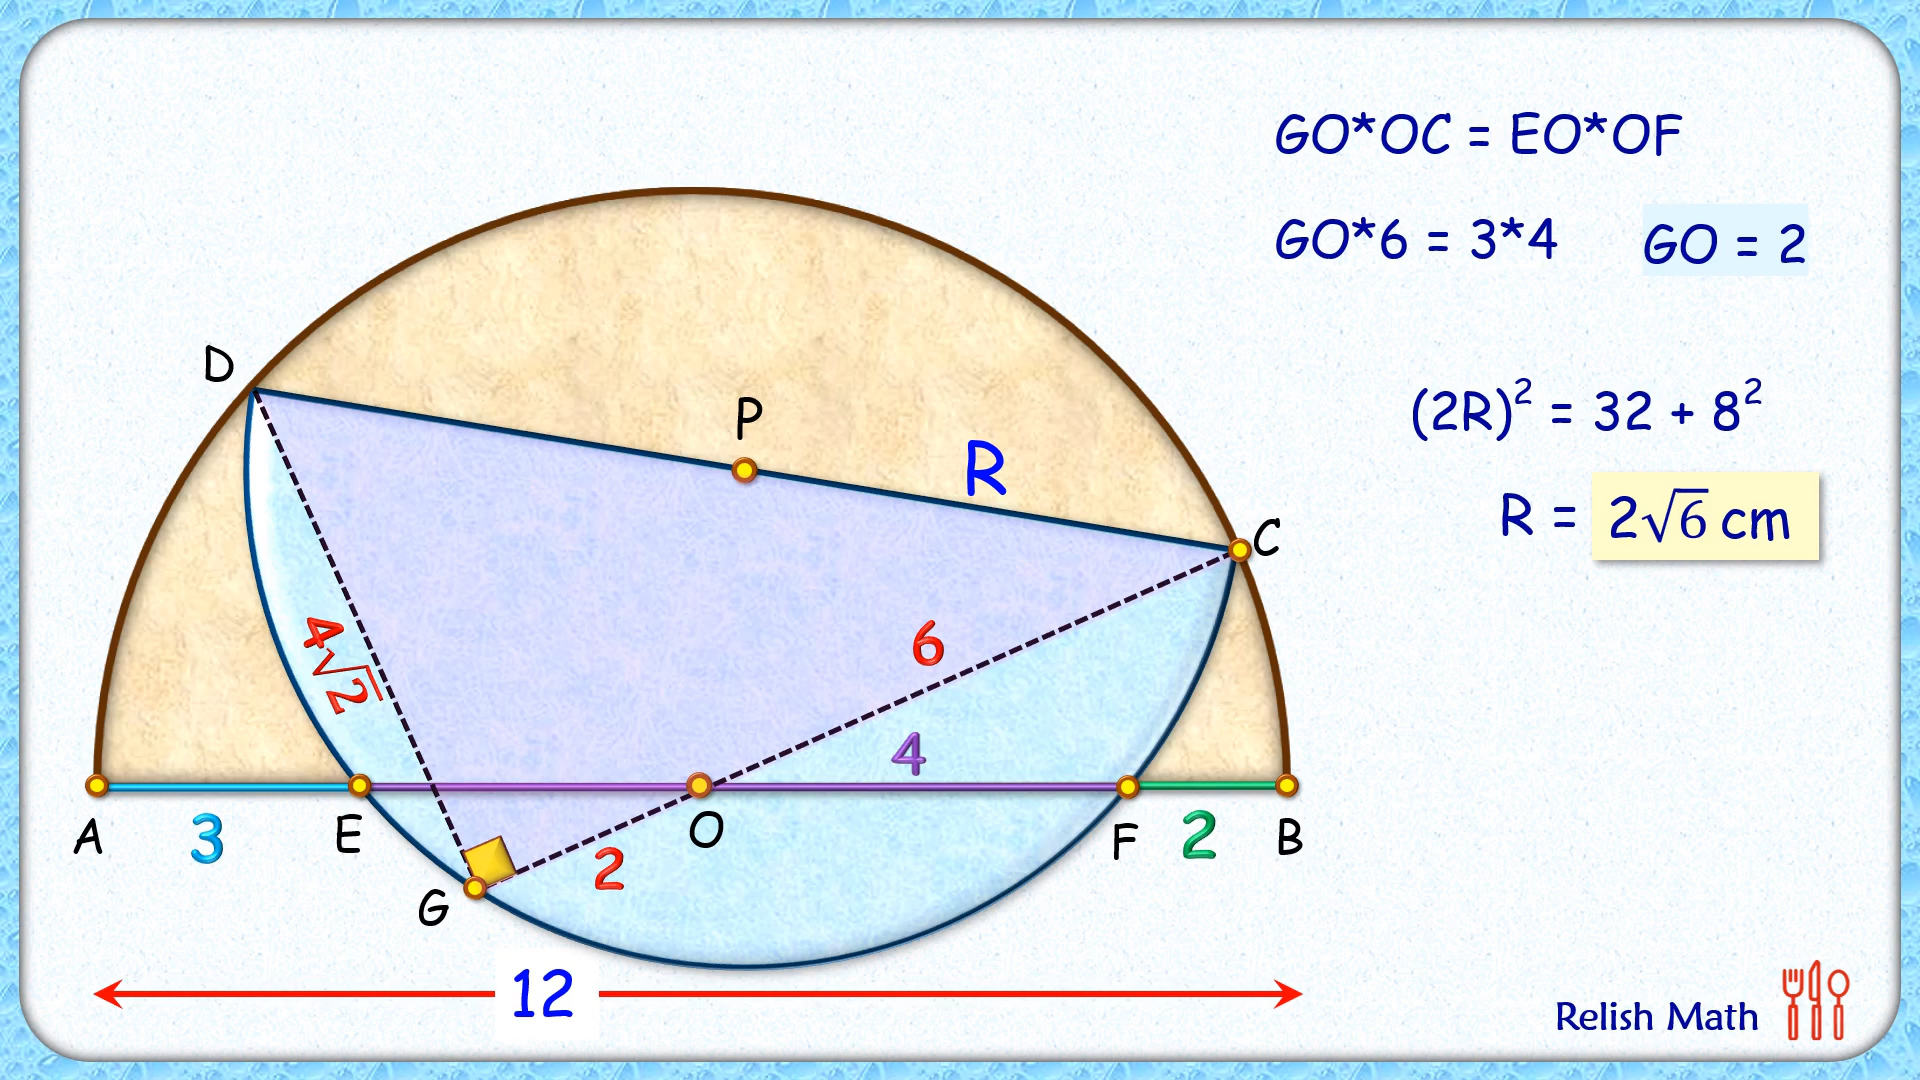 GO*OC = EO*OF
GO*6 = 3*4
GO = 2
D
P
(2R)² = 32 + 8²
R
R = 2√6 cm
C
4√2
6
4
A
3
E
O
F
2
B
2
G
12
Relish Math